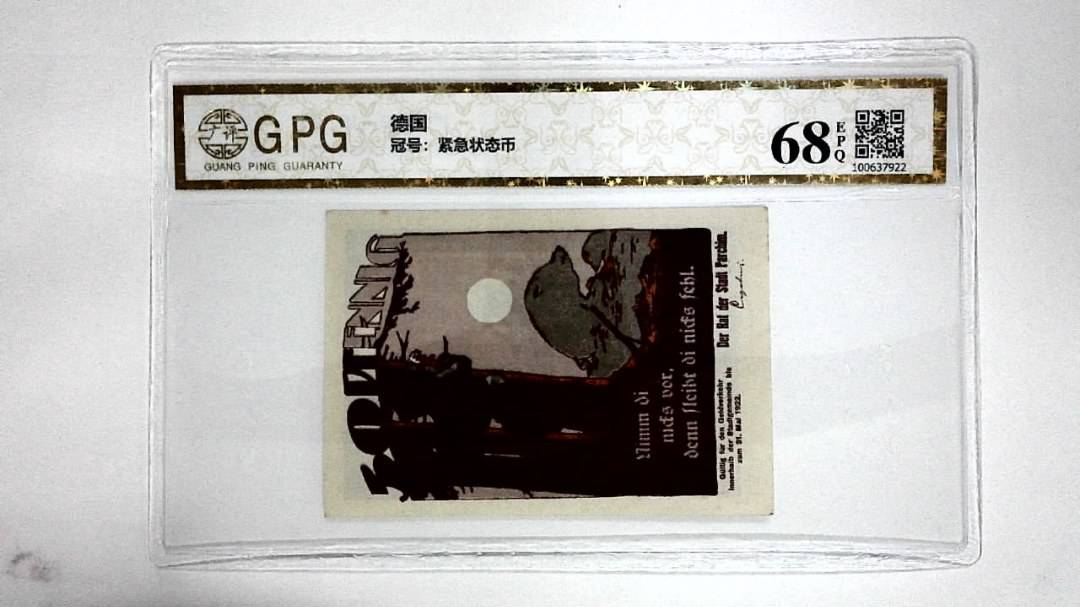 GPG
GUANG PING GUARANTY
德国
冠号：紧急状态币
68
EPQ
100637922
Nimm di
nicks vör,
denn sleiht di nicks fehl.
Gültig für den Geldverkehr
innerhalb der Stadtgemeinde bis
zum 31. Mai 1922.
Der Rat der Stadt Parchim.